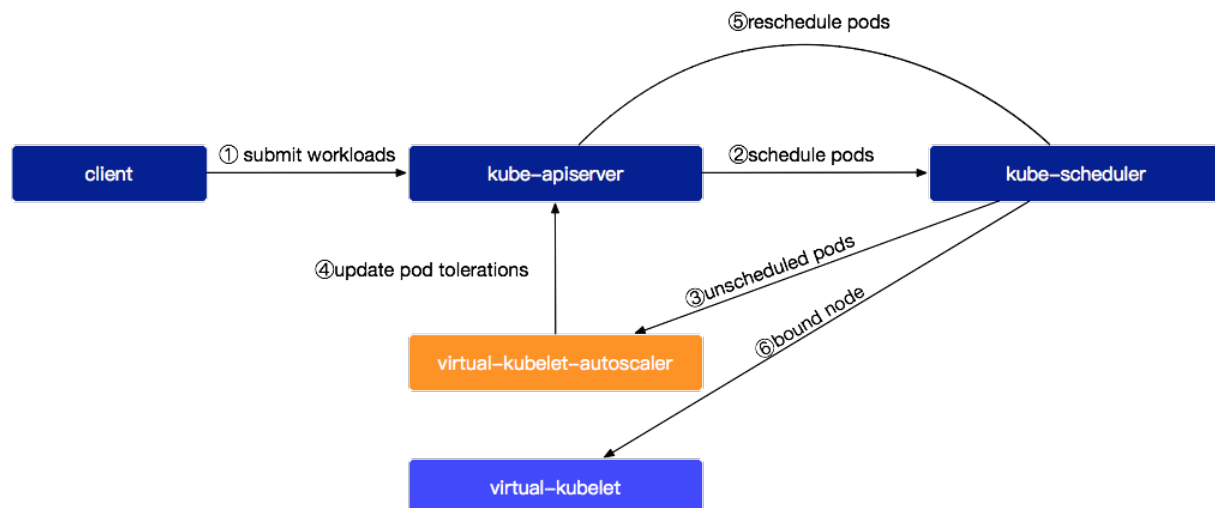 ⑤reschedule pods
① submit workloads
②schedule pods
client
kube-apiserver
kube-scheduler
④update pod tolerations
③unscheduled pods
⑥bound node
virtual-kubelet-autoscaler
virtual-kubelet